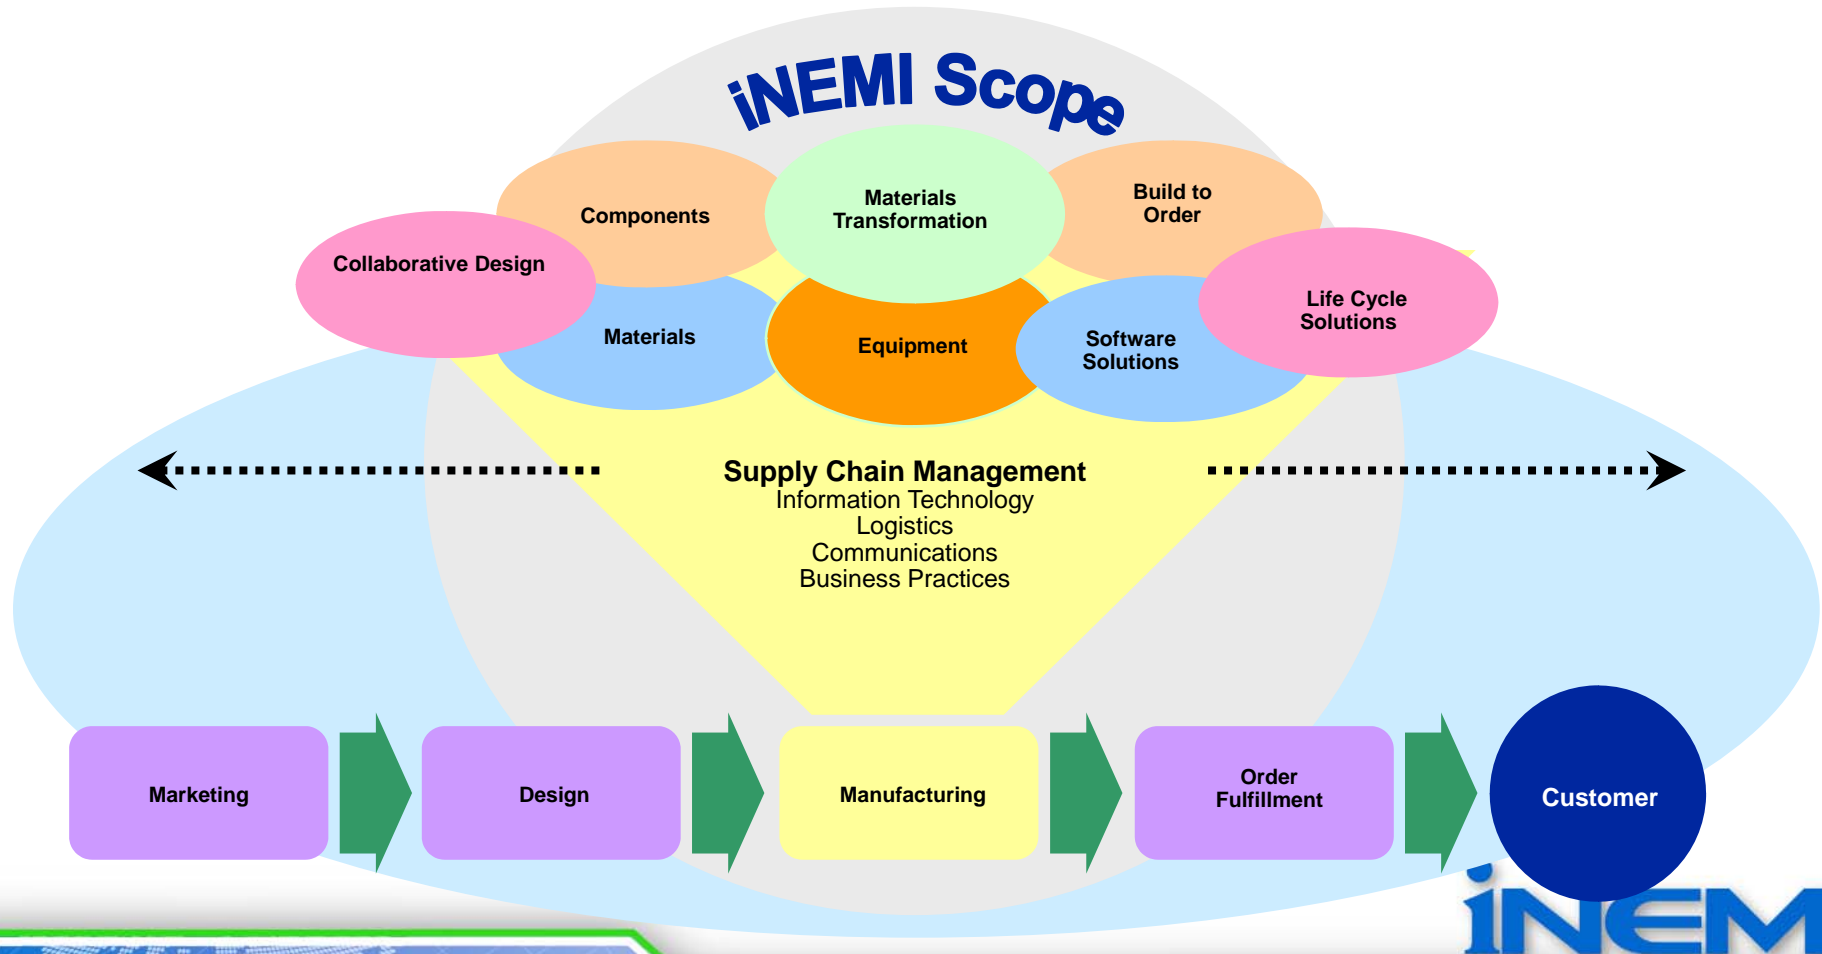 iNEMI Scope
Components
Materials
Transformation
Build to
Order
Collaborative Design
Life Cycle
Solutions
Materials
Equipment
Software
Solutions
Supply Chain Management
Information Technology
Logistics
Communications
Business Practices
Marketing
Design
Manufacturing
Order
Fulfillment
Customer
iNEM